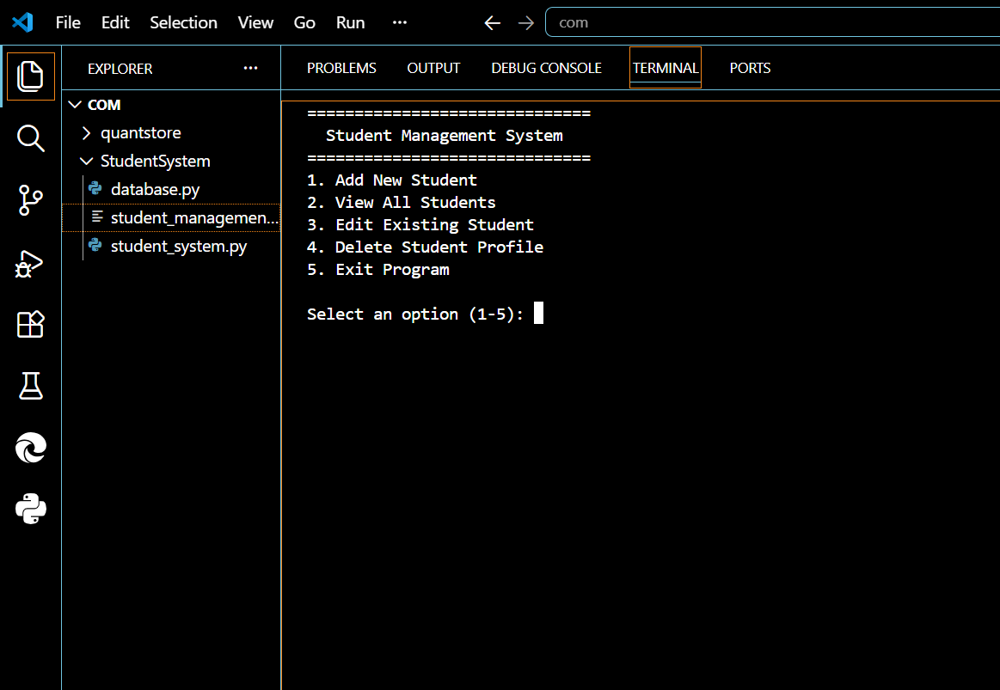 File Edit Selection View Go Run ···
com
EXPLORER ···
COM
quantstore
StudentSystem
database.py
student_managemen...
student_system.py
PROBLEMS OUTPUT DEBUG CONSOLE TERMINAL PORTS
==============================
  Student Management System
==============================
1. Add New Student
2. View All Students
3. Edit Existing Student
4. Delete Student Profile
5. Exit Program
Select an option (1-5):